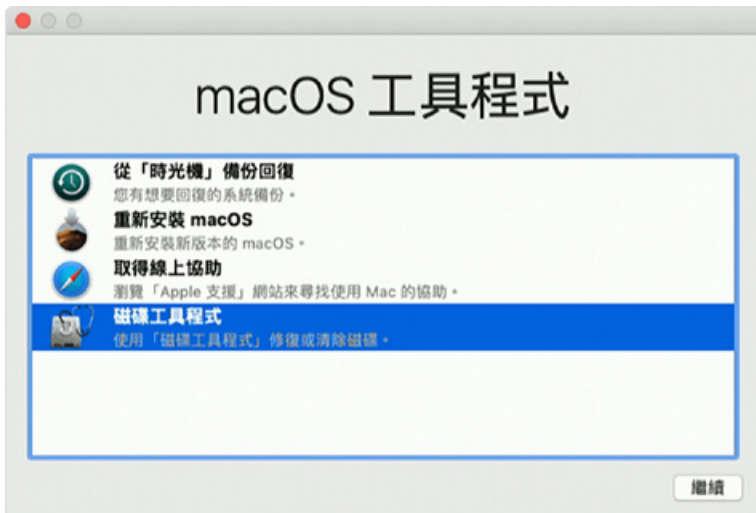 macOS 工具程式
從「時光機」備份回復
您有想要回復的系統備份。
重新安裝 macOS
重新安裝新版本的 macOS。
取得線上協助
瀏覽「Apple 支援」網站來尋找使用 Mac 的協助。
磁碟工具程式
使用「磁碟工具程式」修復或清除磁碟。
繼續